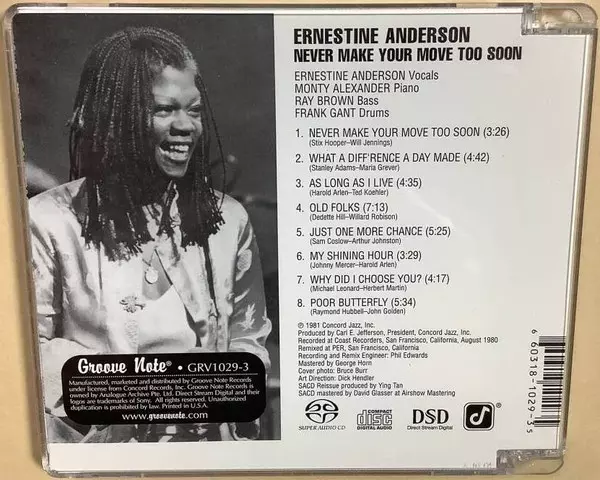 ERNESTINE ANDERSON
NEVER MAKE YOUR MOVE TOO SOON
ERNESTINE ANDERSON Vocals
MONTY ALEXANDER Piano
RAY BROWN Bass
FRANK GANT Drums
1. NEVER MAKE YOUR MOVE TOO SOON (3:26)
(Stix Hooper–Will Jennings)
2. WHAT A DIFF'RENCE A DAY MADE (4:42)
(Stanley Adams–Maria Grever)
3. AS LONG AS I LIVE (4:35)
(Harold Arlen–Ted Koehler)
4. OLD FOLKS (7:13)
(Dedette Hill–Willard Robison)
5. JUST ONE MORE CHANCE (5:25)
(Sam Coslow–Arthur Johnston)
6. MY SHINING HOUR (3:29)
(Johnny Mercer–Harold Arlen)
7. WHY DID I CHOOSE YOU? (4:17)
(Michael Leonard–Herbert Martin)
8. POOR BUTTERFLY (5:34)
(Raymond Hubbell–John Golden)
℗ 1981 Concord Jazz, Inc.
Produced by Carl E. Jefferson, President, Concord Jazz, Inc.
Recorded at Coast Recorders, San Francisco, California, August 1980
Remixed at PER, San Francisco, California
Recording and Remix Engineer: Phil Edwards
Mastered by George Horn
Cover photo: Bruce Burr
Art Direction: Dick Hendler
SACD Reissue produced by Ying Tan
SACD mastered by David Glasser at Airshow Mastering
Groove Note® • GRV1029-3
Manufactured, marketed and distributed by Groove Note Records
under license from Concord Records, Inc. Groove Note Records is
owned by Analogue Archive Pte, Ltd. Direct Stream Digital and their
logos are trademarks of Sony. All rights reserved. Unauthorized
duplication is prohibited by law. Printed in U.S.A.
www.groovenote.com
SUPER AUDIO CD
COMPACT
disc
DIGITAL AUDIO
DSD
Direct Stream Digital
6 60318 1029-3 5